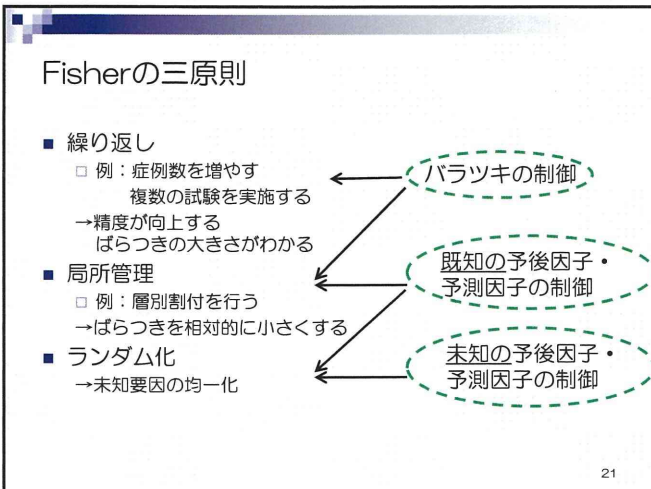 Fisherの三原則
■ 繰り返し
□ 例：症例数を増やす
複数の試験を実施する
→精度が向上する
ばらつきの大きさがわかる
■ 局所管理
□ 例：層別割付を行う
→ばらつきを相対的に小さくする
■ ランダム化
→未知要因の均一化
バラツキの制御
既知の予後因子・
予測因子の制御
未知の予後因子・
予測因子の制御
21